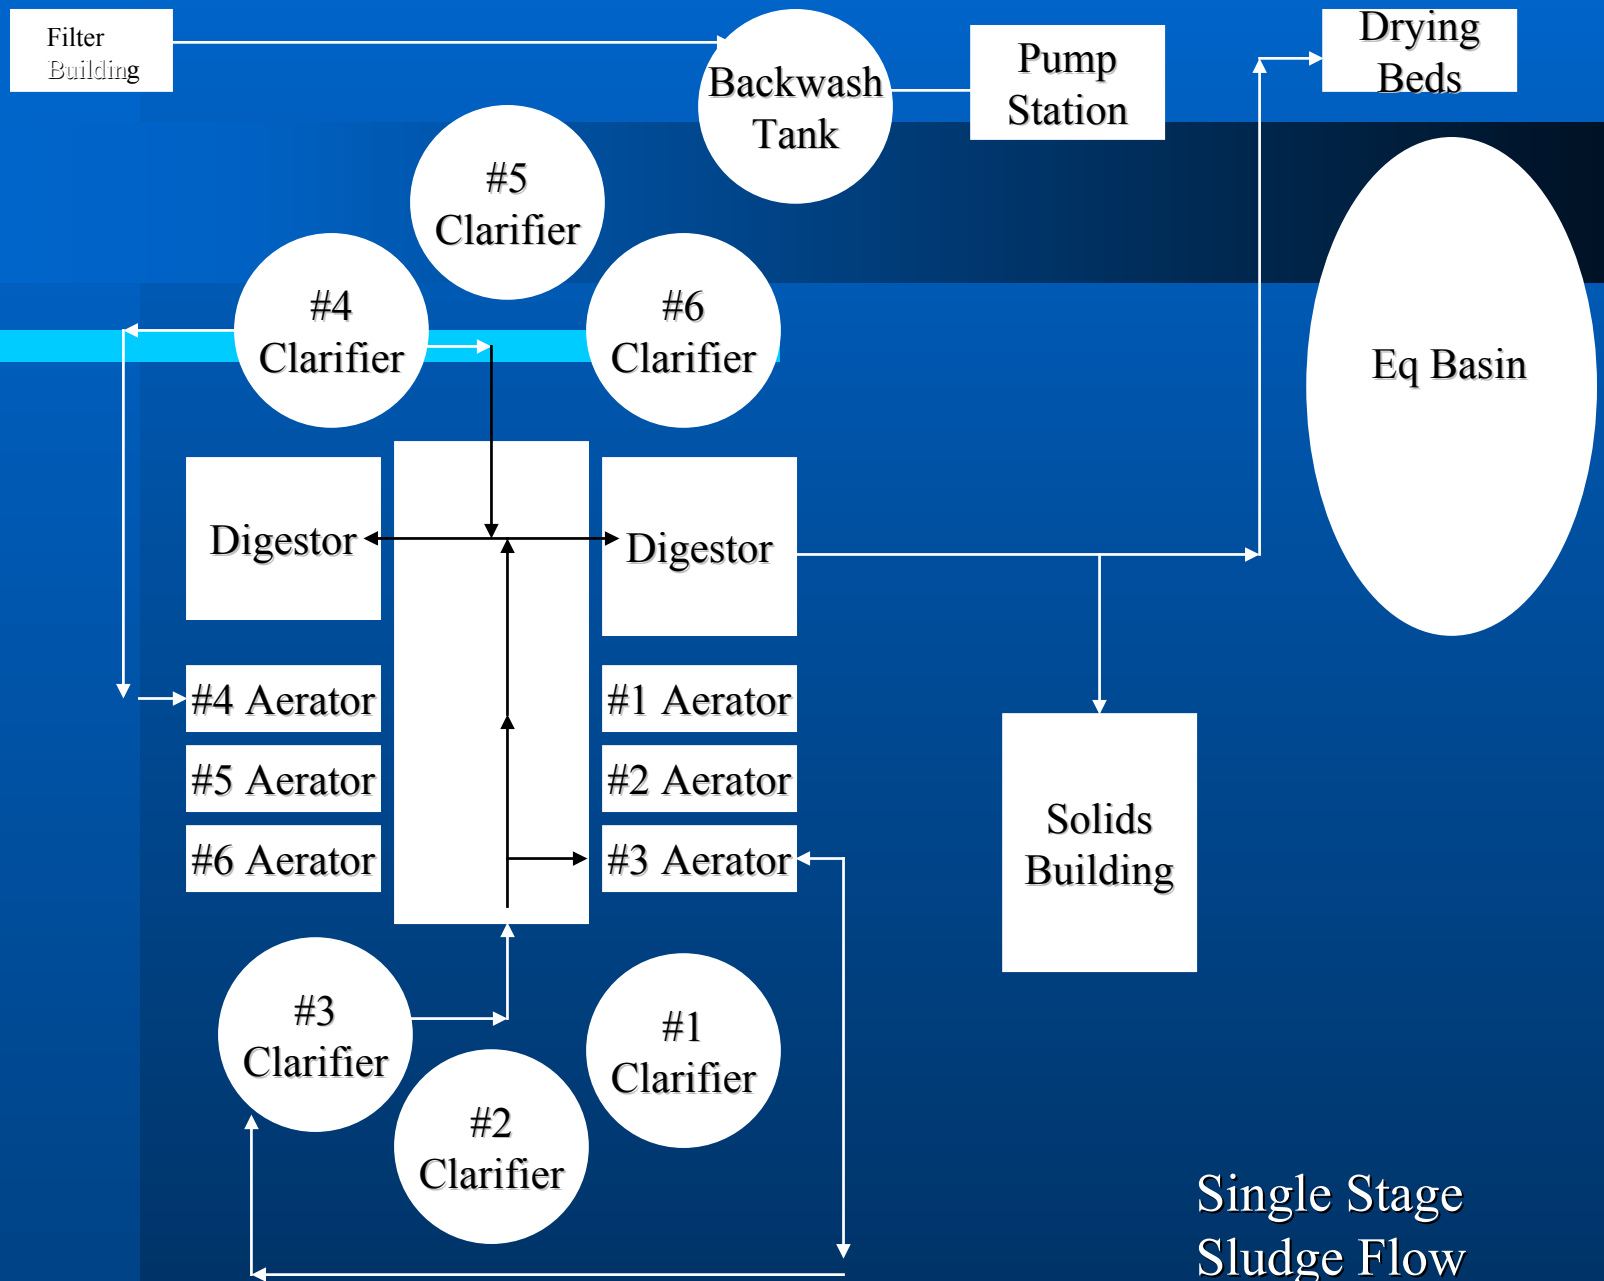 Filter
Building
Backwash
Tank
Pump
Station
Drying
Beds
#5
Clarifier
#4
Clarifier
#6
Clarifier
Eq Basin
Digestor
Digestor
#4 Aerator
#1 Aerator
#5 Aerator
#2 Aerator
#6 Aerator
#3 Aerator
Solids
Building
#3
Clarifier
#1
Clarifier
#2
Clarifier
Single Stage
Sludge Flow